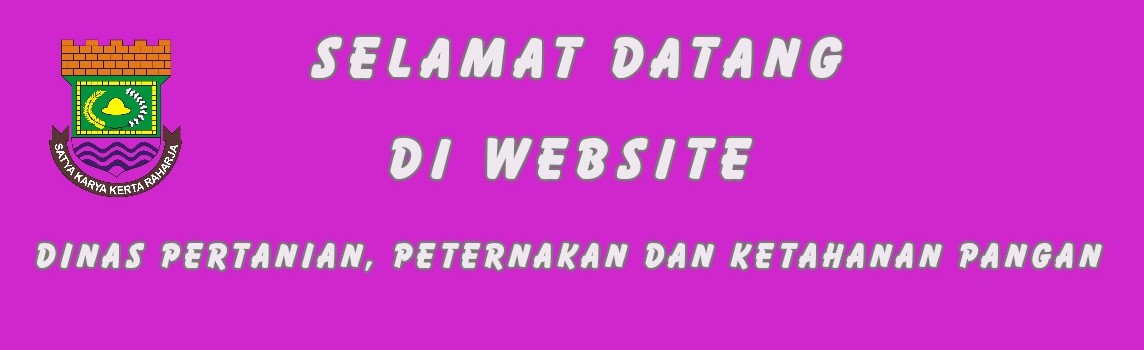 SELAMAT DATANG
DI WEBSITE
SATYA KARYA KERTA RAHARJA
DINAS PERTANIAN, PETERNAKAN DAN KETAHANAN PANGAN